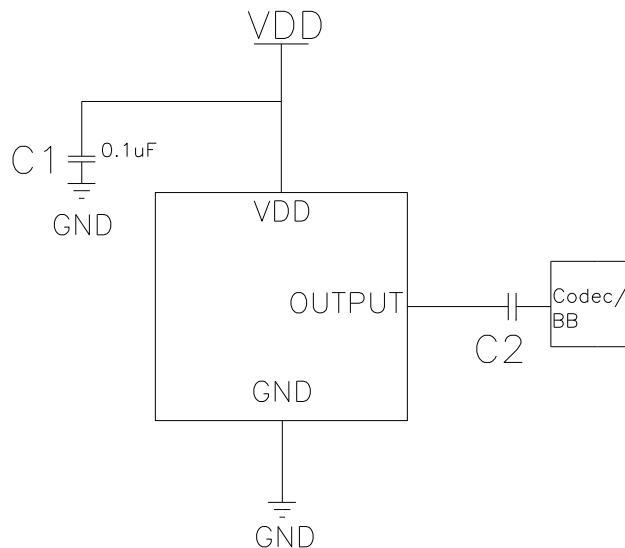 VDD
C1
0.1uF
GND
VDD
OUTPUT
Codec/
BB
C2
GND
GND